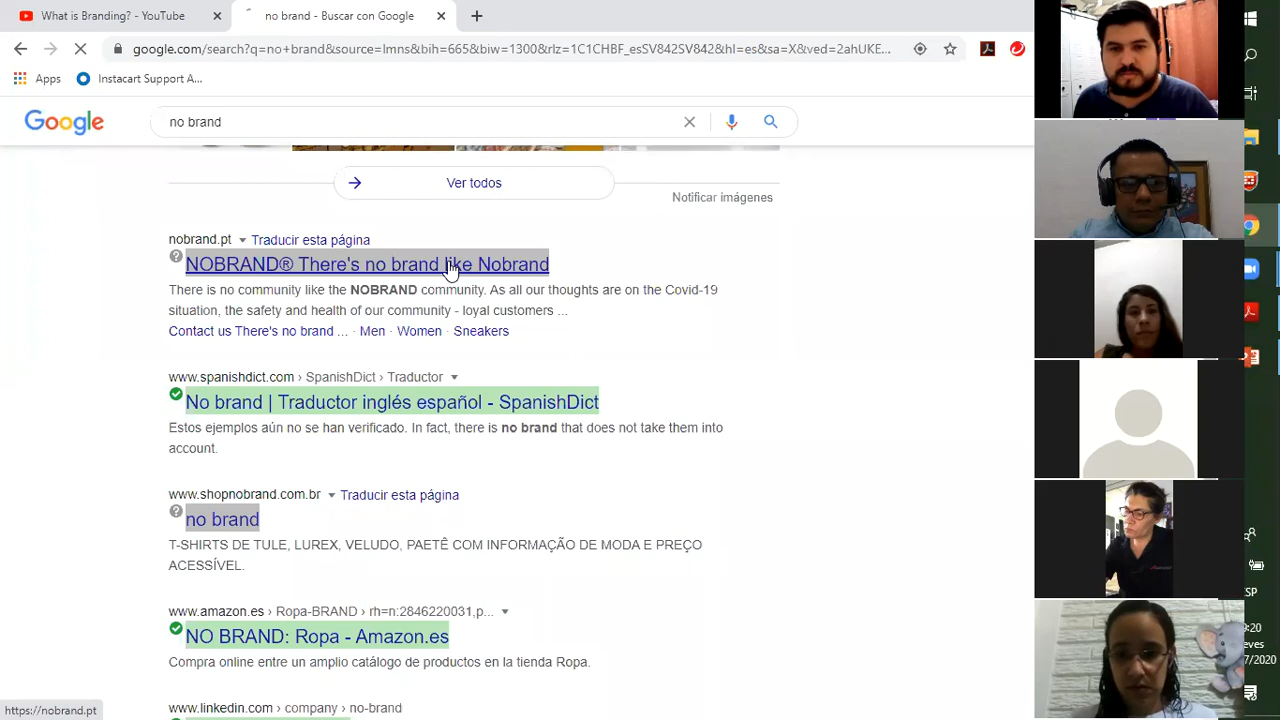 What is Branding? - YouTube
no brand - Buscar con Google
google.com/search?q=no+brand&source=lmns&bih=665&biw=1300&rlz=1C1CHBF_esSV842SV842&hl=es&sa=X&ved=2ahUKE...
Apps
Instacart Support A...
Google
no brand
Ver todos
Notificar imágenes
nobrand.pt Traducir esta página
NOBRAND® There's no brand like Nobrand
There is no community like the NOBRAND community. As all our thoughts are on the Covid-19
situation, the safety and health of our community - loyal customers ...
Contact us There's no brand ... · Men · Women · Sneakers
www.spanishdict.com › SpanishDict › Traductor
No brand | Traductor inglés español - SpanishDict
Estos ejemplos aún no se han verificado. In fact, there is no brand that does not take them into
account.
www.shopnobrand.com.br Traducir esta página
no brand
T-SHIRTS DE TULE, LUREX, VELUDO, PAETÊ COM INFORMAÇÃO DE MODA E PREÇO
ACESSÍVEL.
www.amazon.es › Ropa-BRAND › rh=n:2846220031,p...
NO BRAND: Ropa - Amazon.es
Compra online entre un amplio catálogo de productos en la tienda Ropa.
www.linkedin.com › company › no-brand
https://nobrand.pt
ESP
:20
7/2020